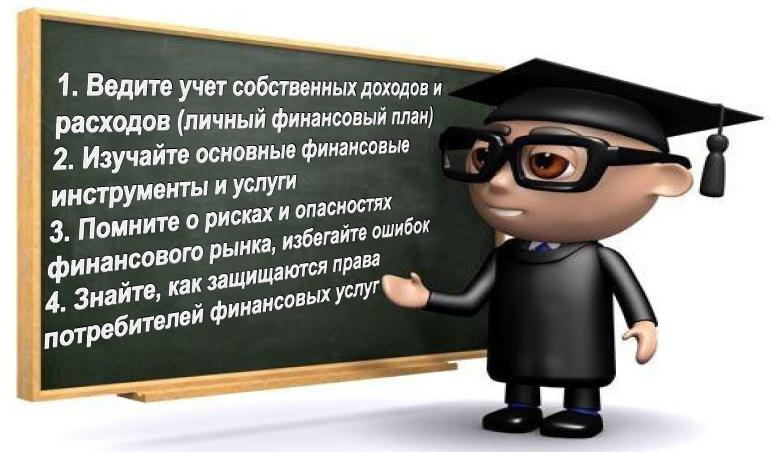 1. Ведите учет собственных доходов и
расходов (личный финансовый план)
2. Изучайте основные финансовые
инструменты и услуги
3. Помните о рисках и опасностях
финансового рынка, избегайте ошибок
4. Знайте, как защищаются права
потребителей финансовых услуг